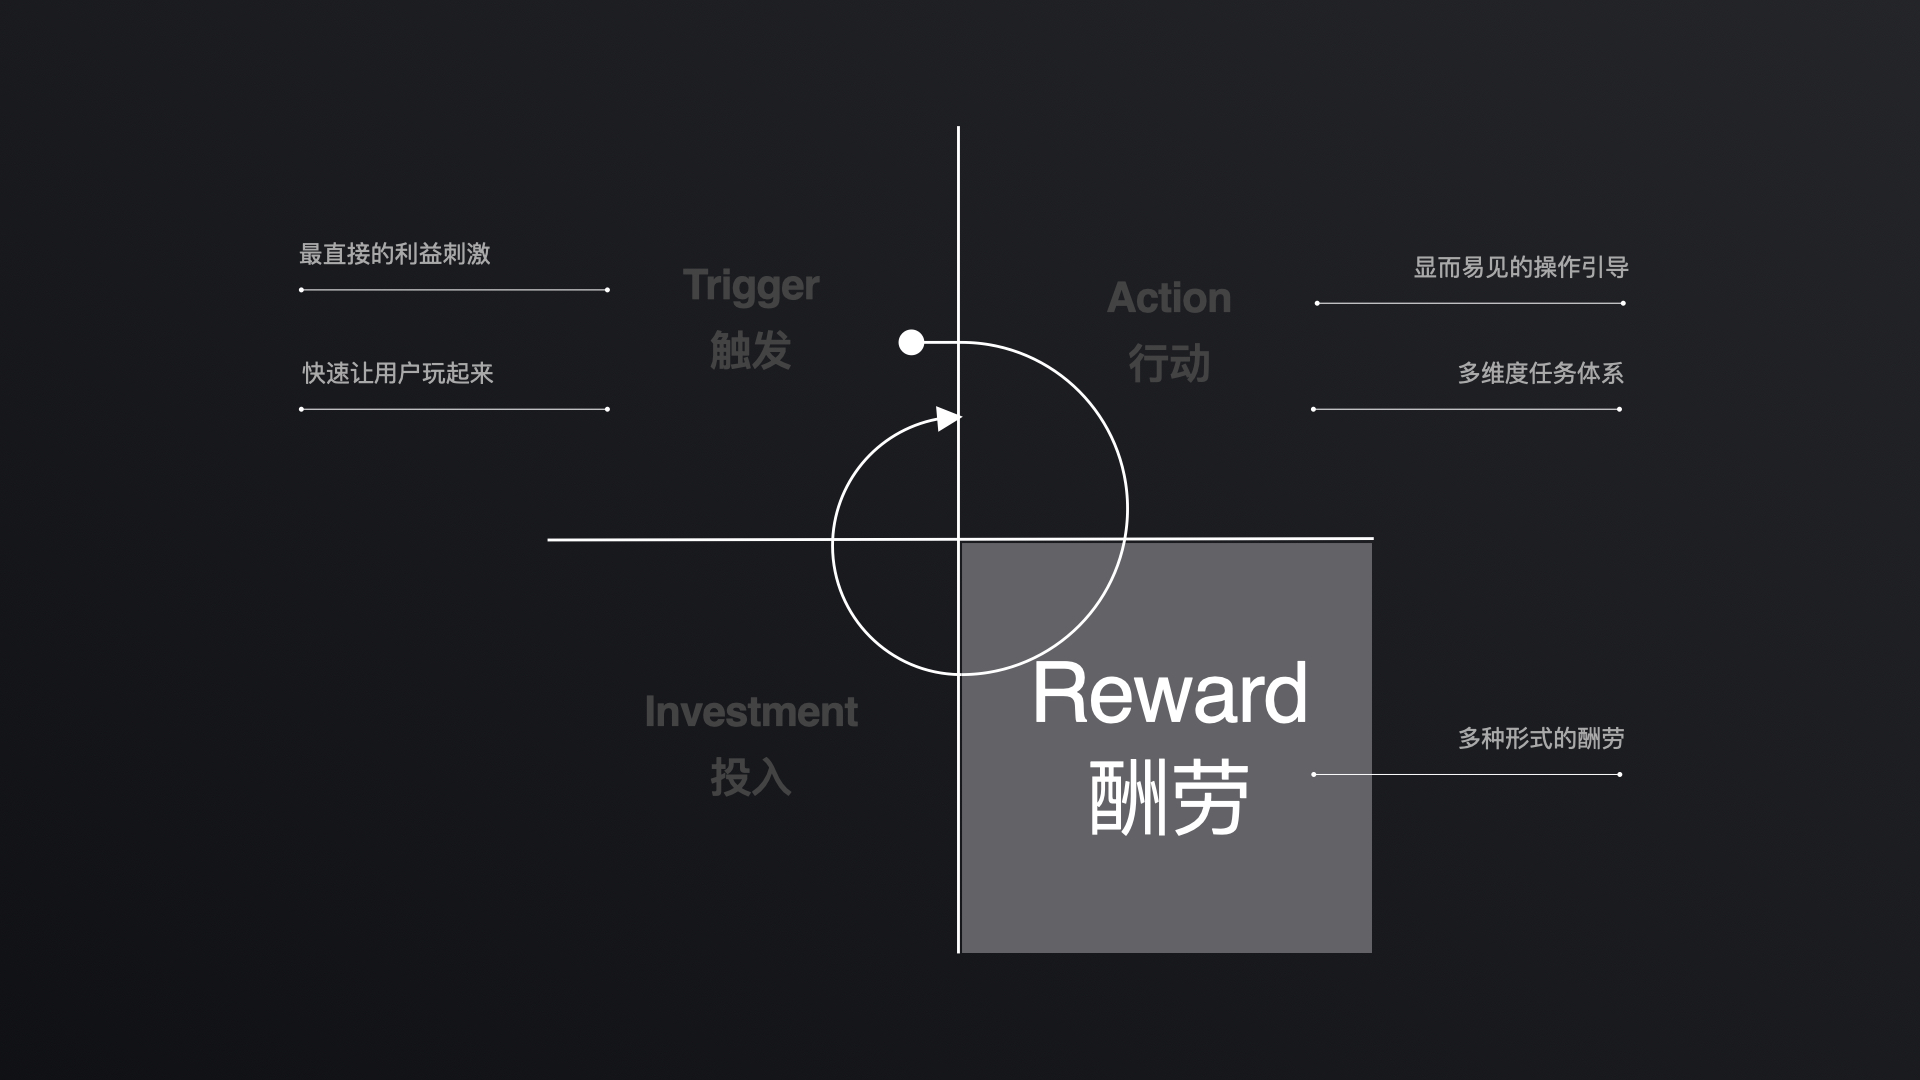 最直接的利益刺激
快速让用户玩起来
Trigger
触发
Action
行动
显而易见的操作引导
多维度任务体系
Investment
投入
Reward
酬劳
多种形式的酬劳